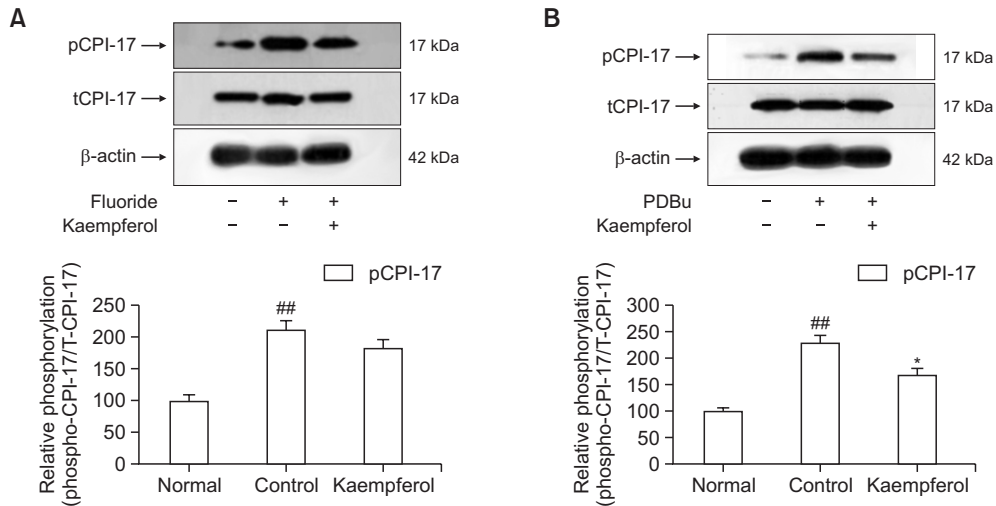 A
pCPI-17 → 17 kDa
tCPI-17 → 17 kDa
β-actin → 42 kDa
Fluoride − + +
Kaempferol − − +
pCPI-17
Relative phosphorylation
(phospho-CPI-17/T-CPI-17)
250
200
150
100
50
0
##
Normal Control Kaempferol
B
pCPI-17 → 17 kDa
tCPI-17 → 17 kDa
β-actin → 42 kDa
PDBu − + +
Kaempferol − − +
pCPI-17
Relative phosphorylation
(phospho-CPI-17/T-CPI-17)
300
250
200
150
100
50
0
##
*
Normal Control Kaempferol